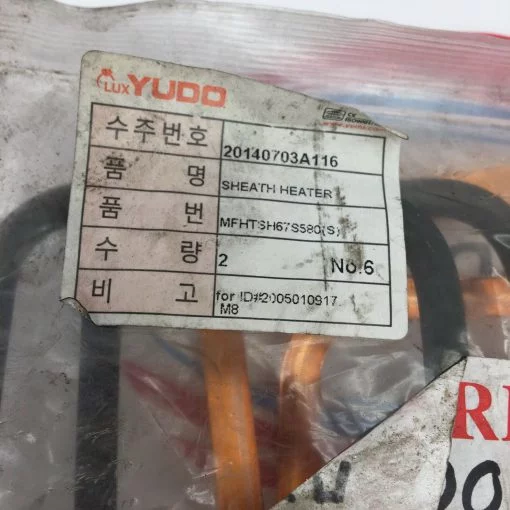 LUX YUDO
수주번호 20140703A116
품 명 SHEATH HEATER
품 번 MFHTSH67S580(S)
수 량 2 No.6
비 고 for ID#2005010917
M8